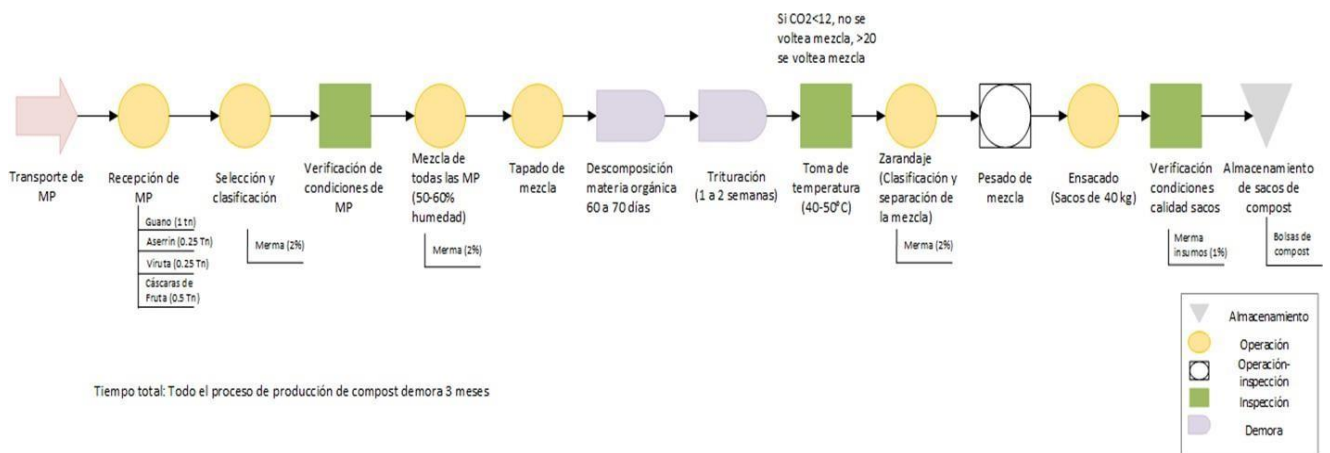 Si CO2<12, no se
voltea mezcla, >20
se voltea mezcla
Transporte de
MP
Recepción de
MP
Guano (1 tn)
Aserrin (0.25 Tn)
Viruta (0.25 Tn)
Cáscaras de
Fruta (0.5 Tn)
Selección y
clasificación
Merma (2%)
Verificación de
condiciones de
MP
Mezcla de
todas las MP
(50-60%
humedad)
Merma (2%)
Tapado de
mezcla
Descomposición
materia orgánica
60 a 70 días
Trituración
(1 a 2 semanas)
Toma de
temperatura
(40-50°C)
Zarandaje
(Clasificación y
separación de
la mezcla)
Merma (2%)
Pesado de
mezcla
Ensacado
(Sacos de 40 kg)
Verificación
condiciones
calidad sacos
Merma
insumos (1%)
Almacenamiento
de sacos de
compost
Bolsas de
compost
Almacenamiento
Operación
Operación-
inspección
Inspección
Demora
Tiempo total: Todo el proceso de producción de compost demora 3 meses